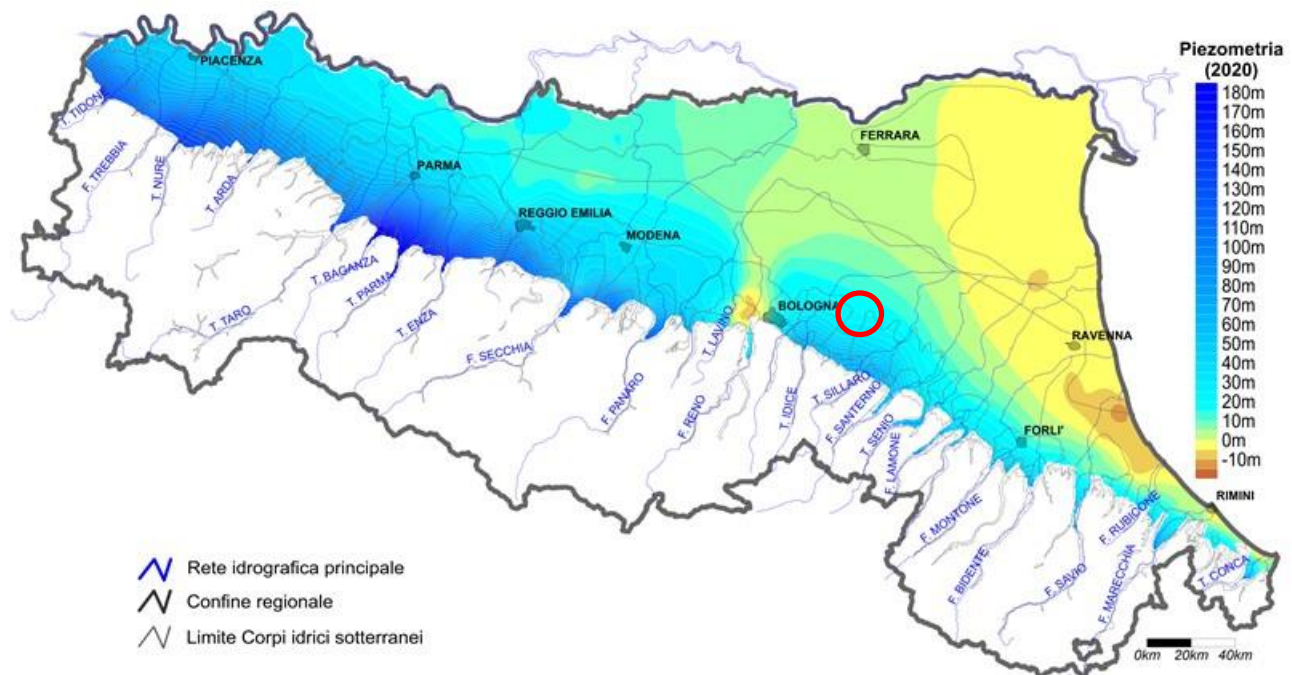 PIACENZA
PARMA
REGGIO EMILIA
MODENA
BOLOGNA
FERRARA
RAVENNA
FORLI'
RIMINI
T. TIDONE
F. TREBBIA
T. NURE
T. ARDA
T. TARO
T. BAGANZA
T. PARMA
T. ENZA
F. SECCHIA
F. PANARO
T. LAVINO
F. RENO
T. IDICE
T. SILLARO
F. SANTERNO
T. SENIO
F. LAMONE
F. MONTONE
F. BIDENTE
F. SAVIO
F. RUBICONE
F. MARECCHIA
T. CONCA
Piezometria
(2020)
180m
170m
160m
150m
140m
130m
120m
110m
100m
90m
80m
70m
60m
50m
40m
30m
20m
10m
0m
-10m
Rete idrografica principale
Confine regionale
Limite Corpi idrici sotterranei
0km 20km 40km